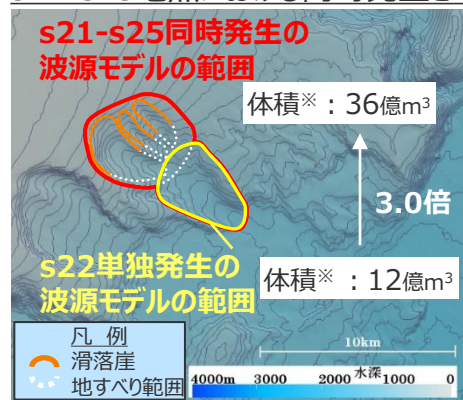 s21-s25同時発生の
波源モデルの範囲
体積※：36億m³
3.0倍
s22単独発生の
波源モデルの範囲
体積※：12億m³
凡 例
滑落崖
地すべり範囲
10km
4000m 3000 2000 水深 1000 0